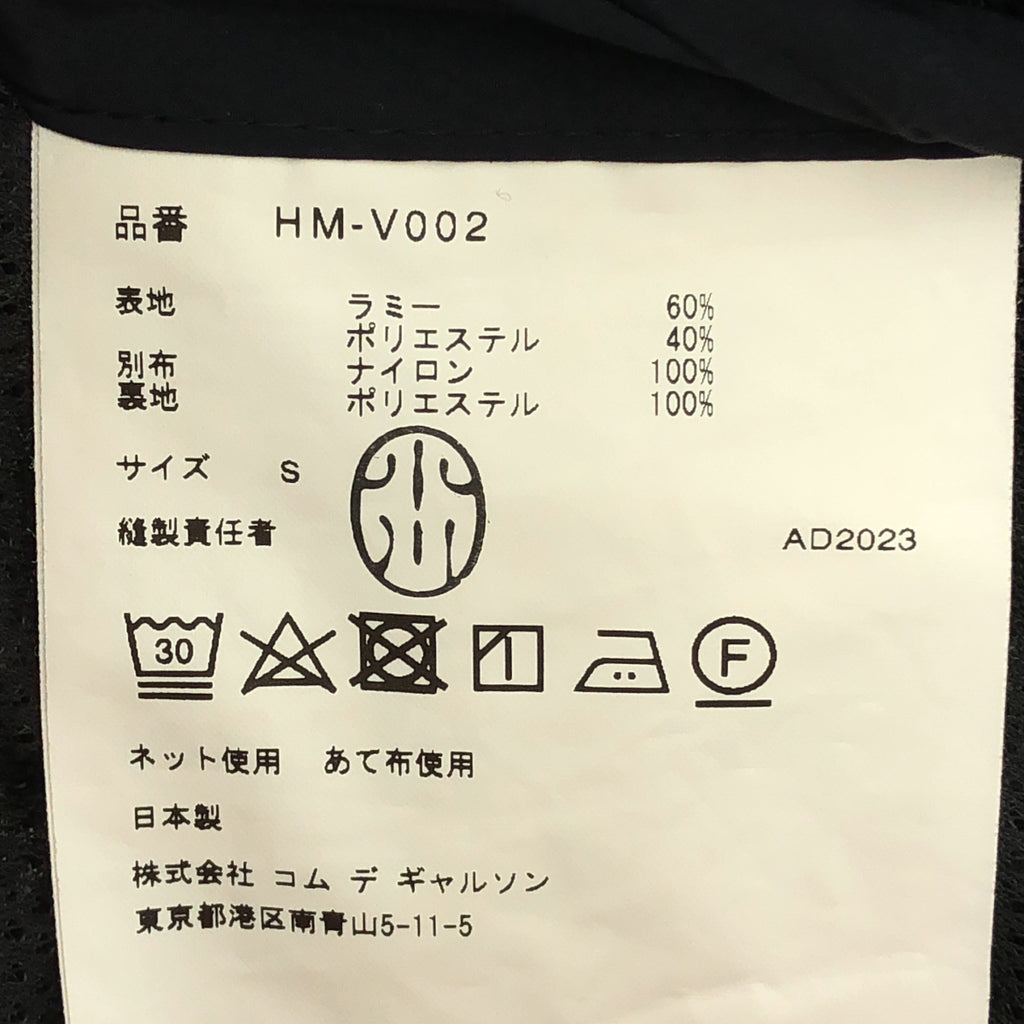 品番 HM-V002
表地 ラミー 60%
ポリエステル 40%
別布 ナイロン 100%
裏地 ポリエステル 100%
サイズ S
縫製責任者
AD2023
30
F
ネット使用 あて布使用
日本製
株式会社 コム デ ギャルソン
東京都港区南青山5-11-5